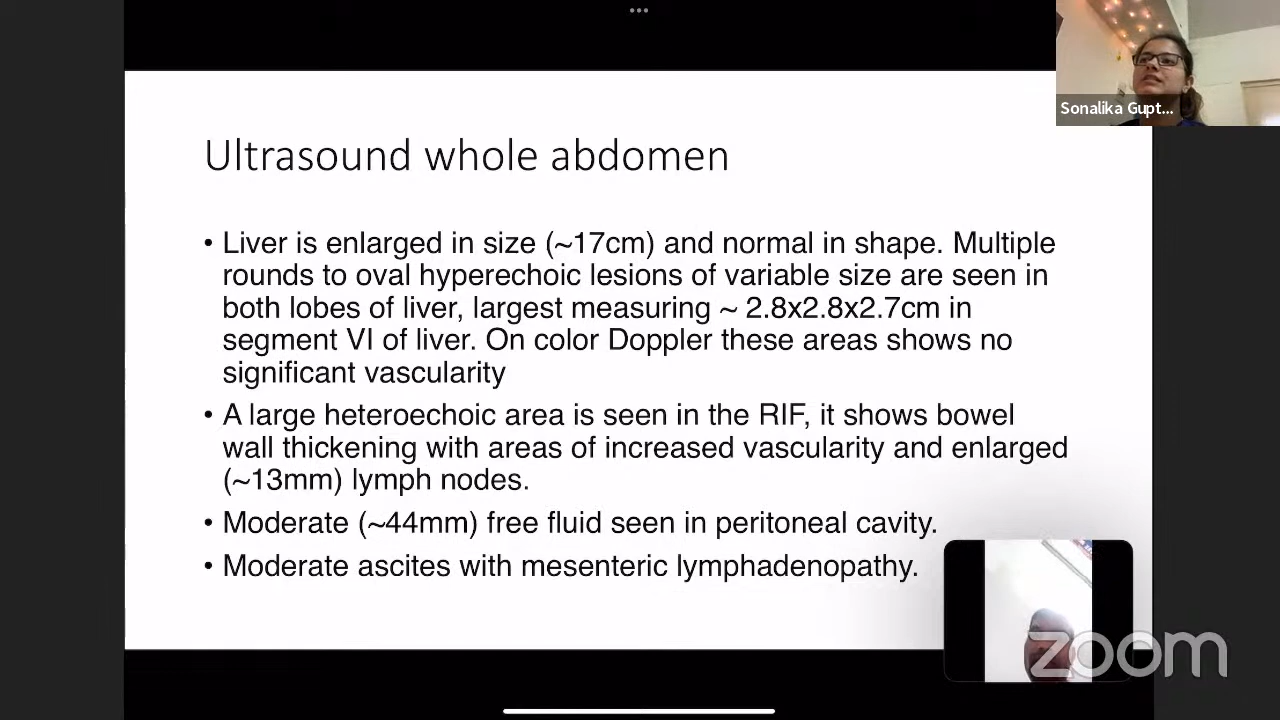 Sonalika Gupt...
Ultrasound whole abdomen
• Liver is enlarged in size (~17cm) and normal in shape. Multiple
rounds to oval hyperechoic lesions of variable size are seen in
both lobes of liver, largest measuring ~ 2.8x2.8x2.7cm in
segment VI of liver. On color Doppler these areas shows no
significant vascularity
• A large heteroechoic area is seen in the RIF, it shows bowel
wall thickening with areas of increased vascularity and enlarged
(~13mm) lymph nodes.
• Moderate (~44mm) free fluid seen in peritoneal cavity.
• Moderate ascites with mesenteric lymphadenopathy.
zoom